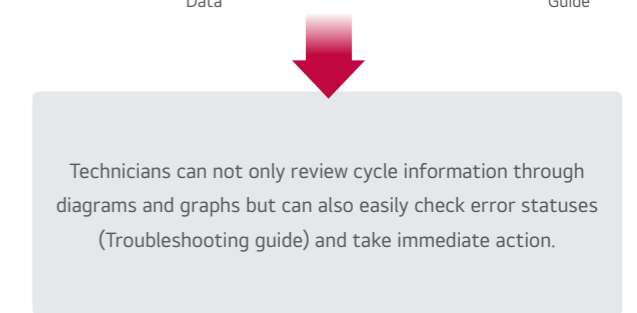 Data Guide
Technicians can not only review cycle information through
diagrams and graphs but can also easily check error statuses
(Troubleshooting guide) and take immediate action.